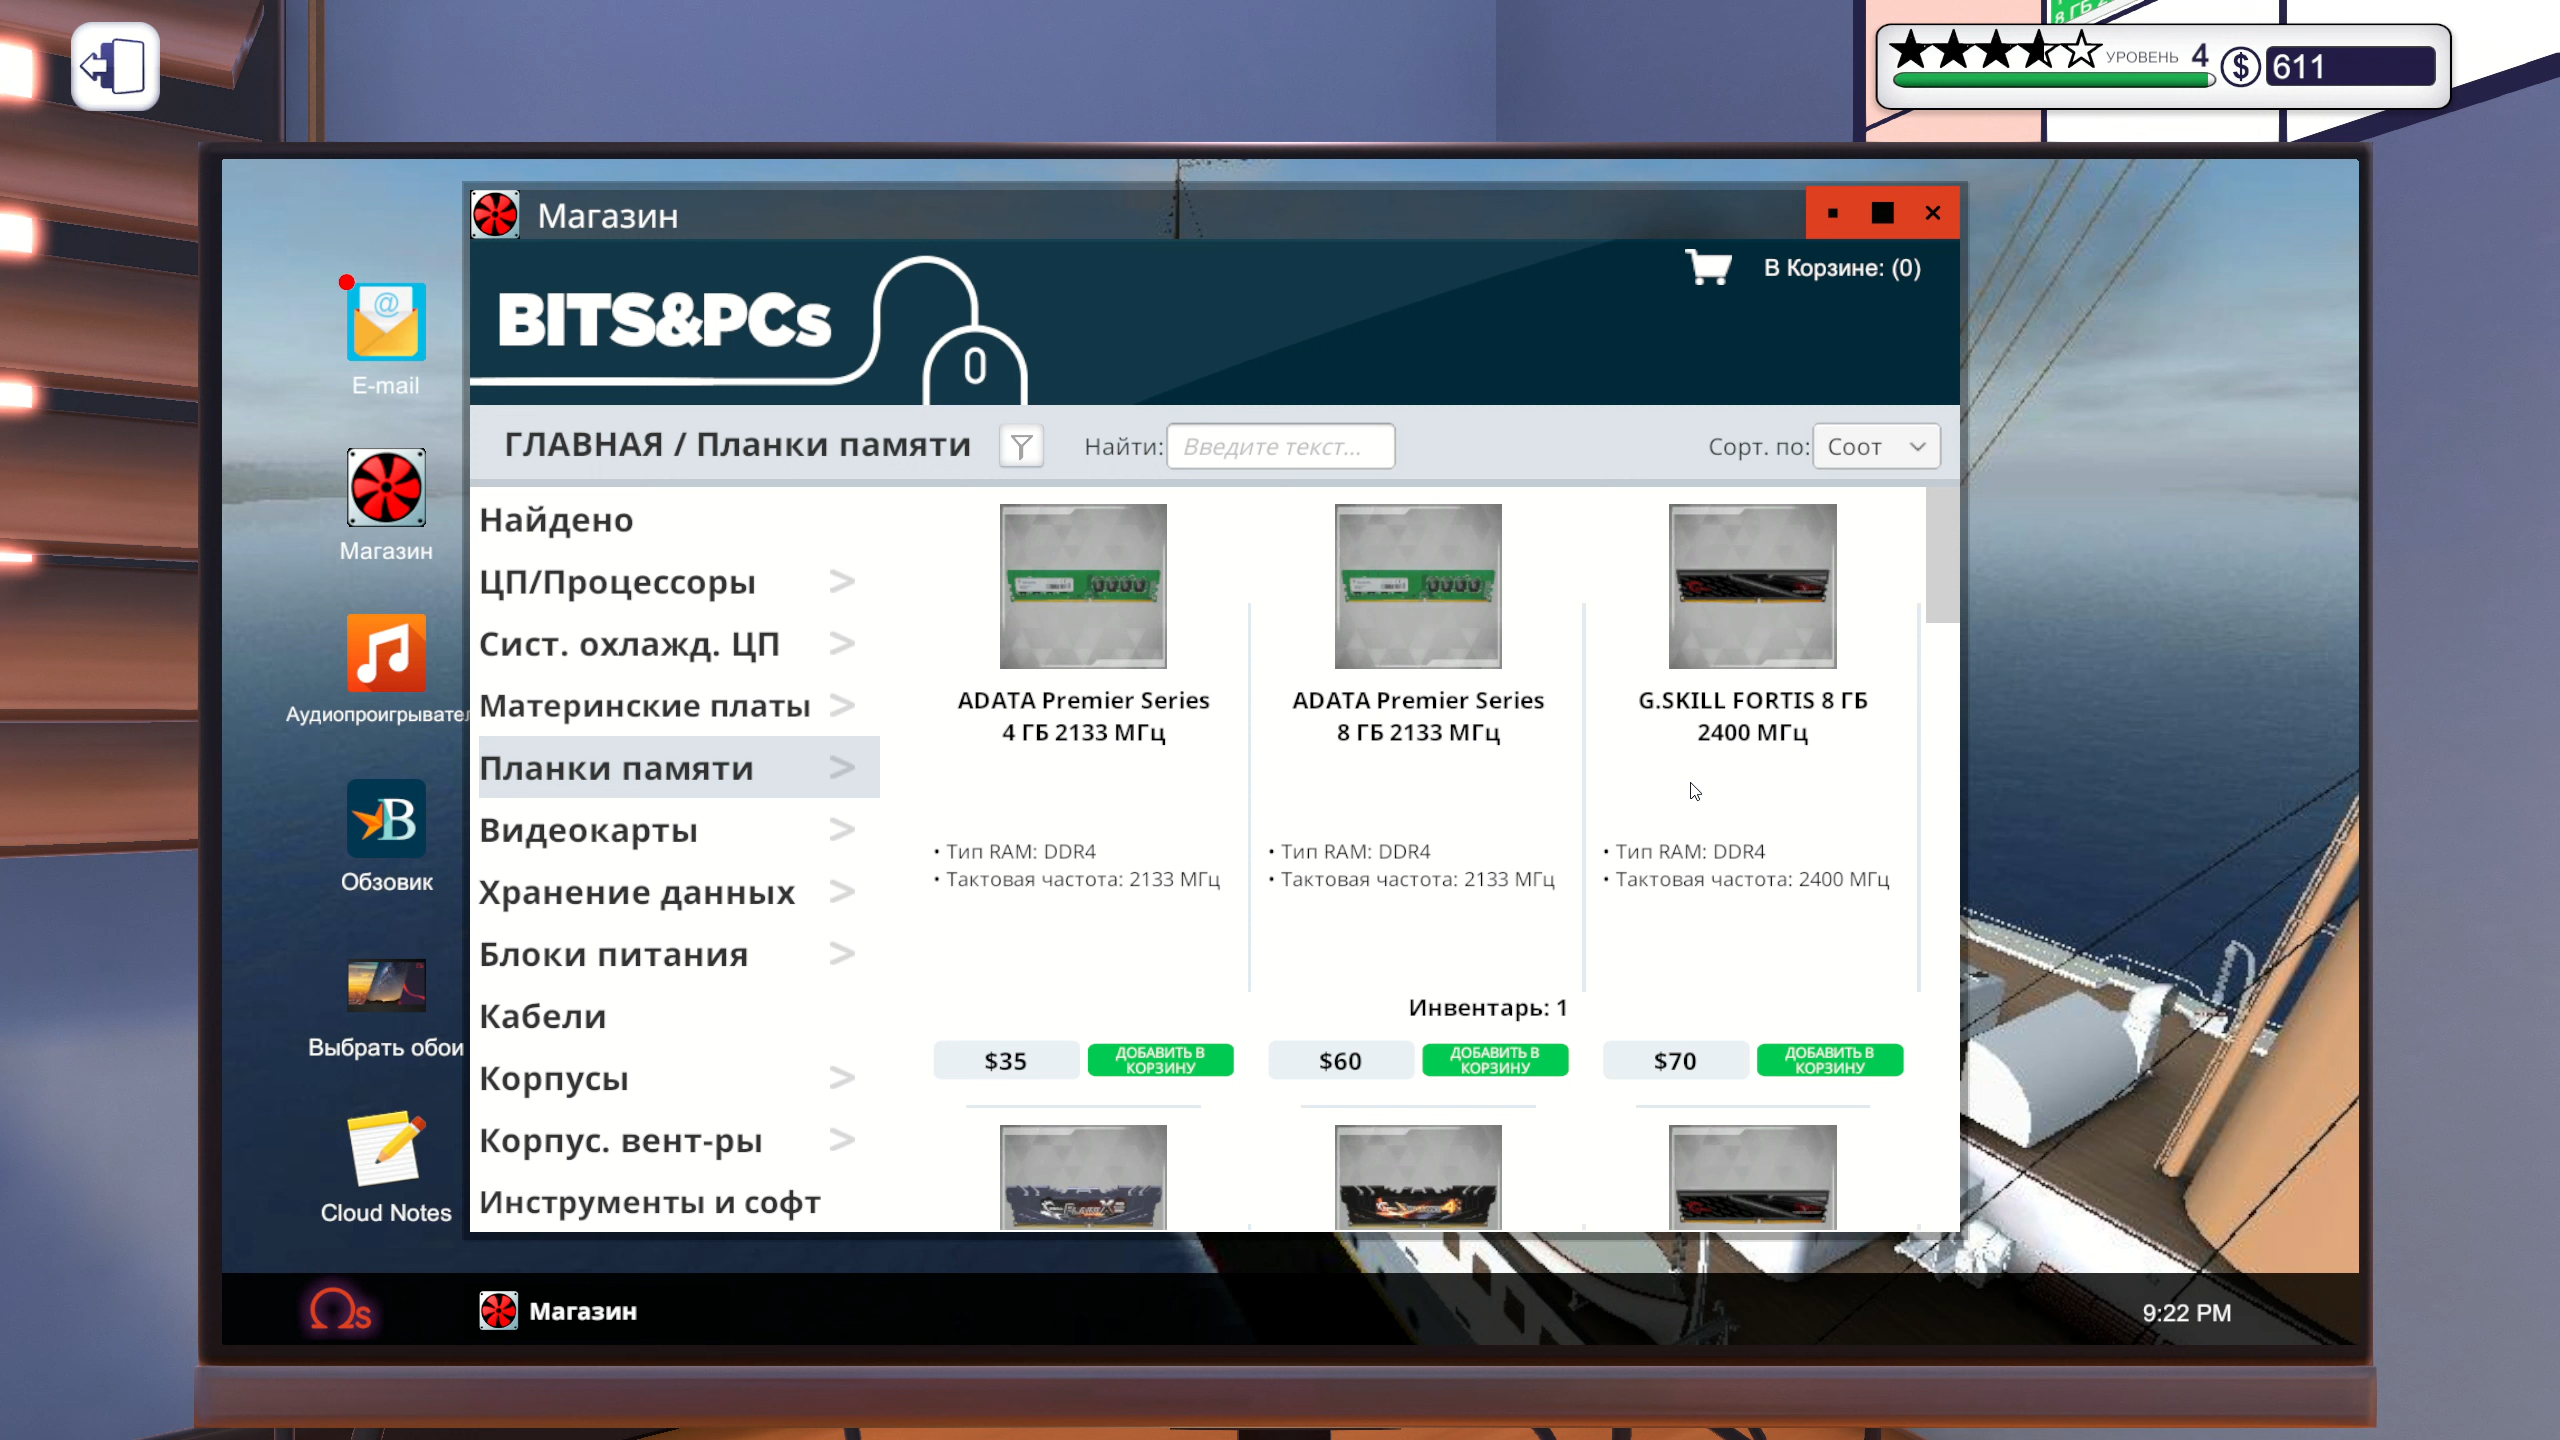 8 ГБ
УРОВЕНЬ 4
$ 611
Магазин
В Корзине: (0)
BITS&PCs
ГЛАВНАЯ / Планки памяти
Найти:
Введите текст...
Сорт. по:
Соот
E-mail
Магазин
Аудиопроигрывател
B
Обзовик
Выбрать обои
Cloud Notes
Найдено
ЦП/Процессоры >
Сист. охлажд. ЦП >
Материнские платы >
Планки памяти >
Видеокарты >
Хранение данных >
Блоки питания >
Кабели
Корпусы >
Корпус. вент-ры >
Инструменты и софт
ADATA Premier Series
4 ГБ 2133 МГц
• Тип RAM: DDR4
• Тактовая частота: 2133 МГц
$35
ДОБАВИТЬ В
КОРЗИНУ
ADATA Premier Series
8 ГБ 2133 МГц
• Тип RAM: DDR4
• Тактовая частота: 2133 МГц
Инвентарь: 1
$60
ДОБАВИТЬ В
КОРЗИНУ
G.SKILL FORTIS 8 ГБ
2400 МГц
• Тип RAM: DDR4
• Тактовая частота: 2400 МГц
$70
ДОБАВИТЬ В
КОРЗИНУ
Ωs
Магазин
9:22 PM